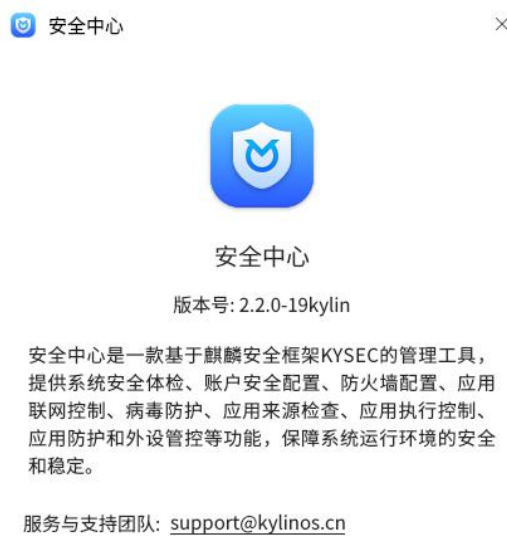 安全中心
安全中心
版本号: 2.2.0-19kylin
安全中心是一款基于麒麟安全框架KYSEC的管理工具，
提供系统安全体检、账户安全配置、防火墙配置、应用
联网控制、病毒防护、应用来源检查、应用执行控制、
应用防护和外设管控等功能，保障系统运行环境的安全
和稳定。
服务与支持团队: support@kylinos.cn